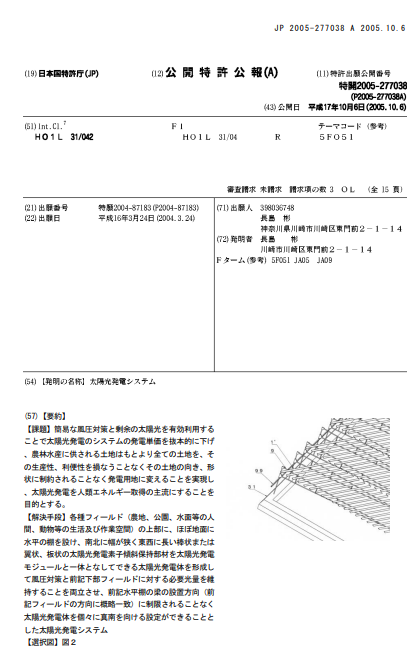 JP 2005-277038 A 2005.10.6
(19)日本国特許庁(JP)
(12)公開特許公報(A)
(11)特許出願公開番号
特開2005-277038
(P2005-277038A)
(43)公開日 平成17年10月6日(2005.10.6)
(51)Int.Cl.7 FI テーマコード(参考)
H01L 31/042 H01L 31/04 R 5F051
審査請求 未請求 請求項の数 3 OL (全 15 頁)
(21)出願番号 特願2004-87183(P2004-87183)
(22)出願日 平成16年3月24日(2004.3.24)
(71)出願人 398036748
長島 彬
神奈川県川崎市川崎区東門前2-1-14
(72)発明者 長島 彬
川崎市川崎区東門前2-1-14
Fターム(参考) 5F051 JA05 JA09
(54)【発明の名称】太陽光発電システム
(57)【要約】
【課題】簡易な風圧対策と剰余の太陽光を有効利用する
ことで太陽光発電のシステムの発電単価を抜本的に下げ
、農林水産に供される土地はもとより全ての土地を、そ
の生産性、利便性を損なうことなくその土地の向き、形
状に制約されることなく発電用地に変えることを実現し
、太陽光発電を人類エネルギー取得の主流にすることを
目的とする。
【解決手段】各種フィールド(農地、公園、水面等の人
間、動物等の生活及び作業空間)の上部に、ほぼ地面に
水平の棚を設け、南北に幅が狭く東西に長い棒状または
翼状、板状の太陽光発電素子傾斜保持部材を太陽光発電
モジュールと一体となしてできる太陽光発電体を形成し
て風圧対策と前記下部フィールドに対する必要光量を維
持することを両立させ、前記水平棚の梁の設置方向(前
記フィールドの方向に概略一致)に制限されることなく
太陽光発電体を個々に真南を向ける設定ができることと
とした太陽光発電システム
【選択図】図2